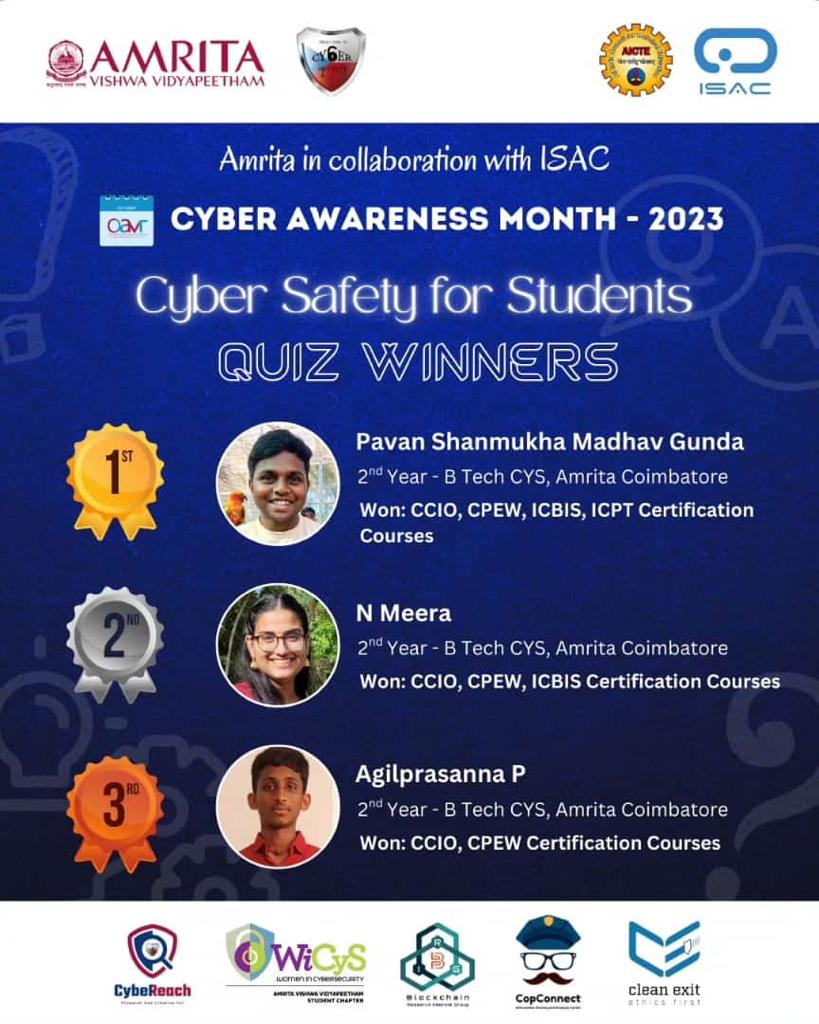 AMRITA
VISHWA VIDYAPEETHAM
CY6ER
AICTE
ISAC
Amrita in collaboration with ISAC
CYBER AWARENESS MONTH - 2023
Cyber Safety for Students
QUIZ WINNERS
Q
A
1ST
Pavan Shanmukha Madhav Gunda
2nd Year - B Tech CYS, Amrita Coimbatore
Won: CCIO, CPEW, ICBIS, ICPT Certification
Courses
2ND
N Meera
2nd Year - B Tech CYS, Amrita Coimbatore
Won: CCIO, CPEW, ICBIS Certification Courses
3RD
Agilprasanna P
2nd Year - B Tech CYS, Amrita Coimbatore
Won: CCIO, CPEW Certification Courses
CybeReach
WiCyS
WOMEN IN CYBERSECURITY
AMRITA VISHWA VIDYAPEETHAM
STUDENT CHAPTER
Blockchain
CopConnect
clean exit
ethics first